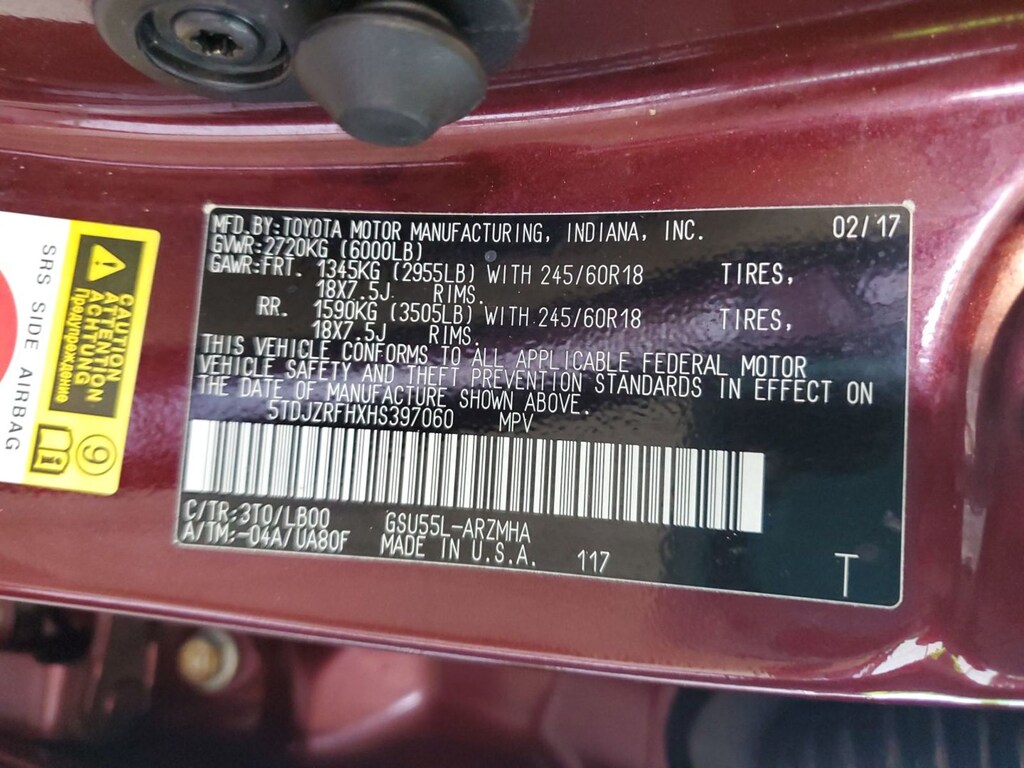 MFD.BY:TOYOTA MOTOR MANUFACTURING, INDIANA, INC. 02/17
GVWR:2720KG (6000LB)
GAWR:FRT. 1345KG (2955LB) WITH 245/60R18 TIRES,
18X7.5J RIMS.
RR. 1590KG (3505LB) WITH 245/60R18 TIRES,
18X7.5J RIMS.
THIS VEHICLE CONFORMS TO ALL APPLICABLE FEDERAL MOTOR
VEHICLE SAFETY AND THEFT PREVENTION STANDARDS IN EFFECT ON
THE DATE OF MANUFACTURE SHOWN ABOVE.
5TDJZRFHXHS397060 MPV
C/TR:3T0/LB00 GSU55L-ARZMHA
A/TM:-04A/UA80F MADE IN U.S.A. 117
T
CAUTION
ATTENTION
ACHTUNG
Предупреждение
SRS SIDE AIRBAG
9
i